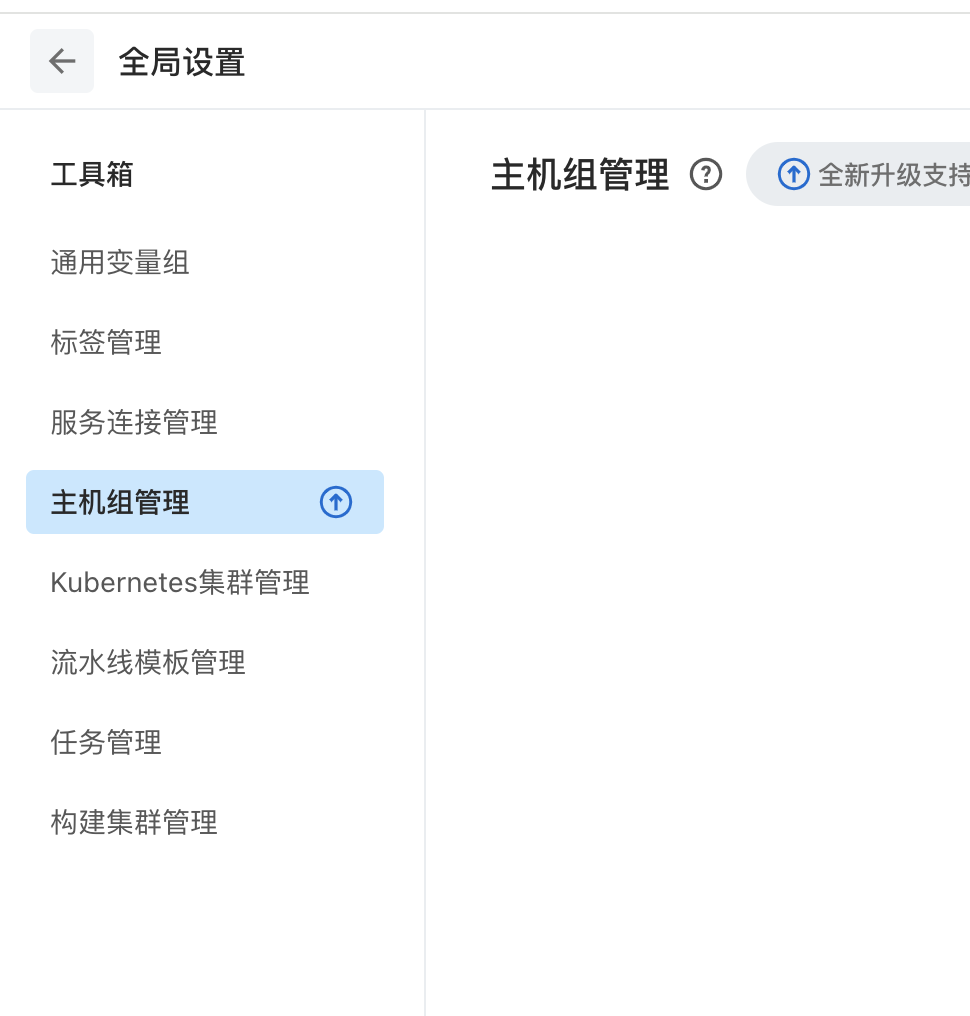 全局设置
工具箱
通用变量组
标签管理
服务连接管理
主机组管理
Kubernetes集群管理
流水线模板管理
任务管理
构建集群管理
主机组管理
全新升级支持